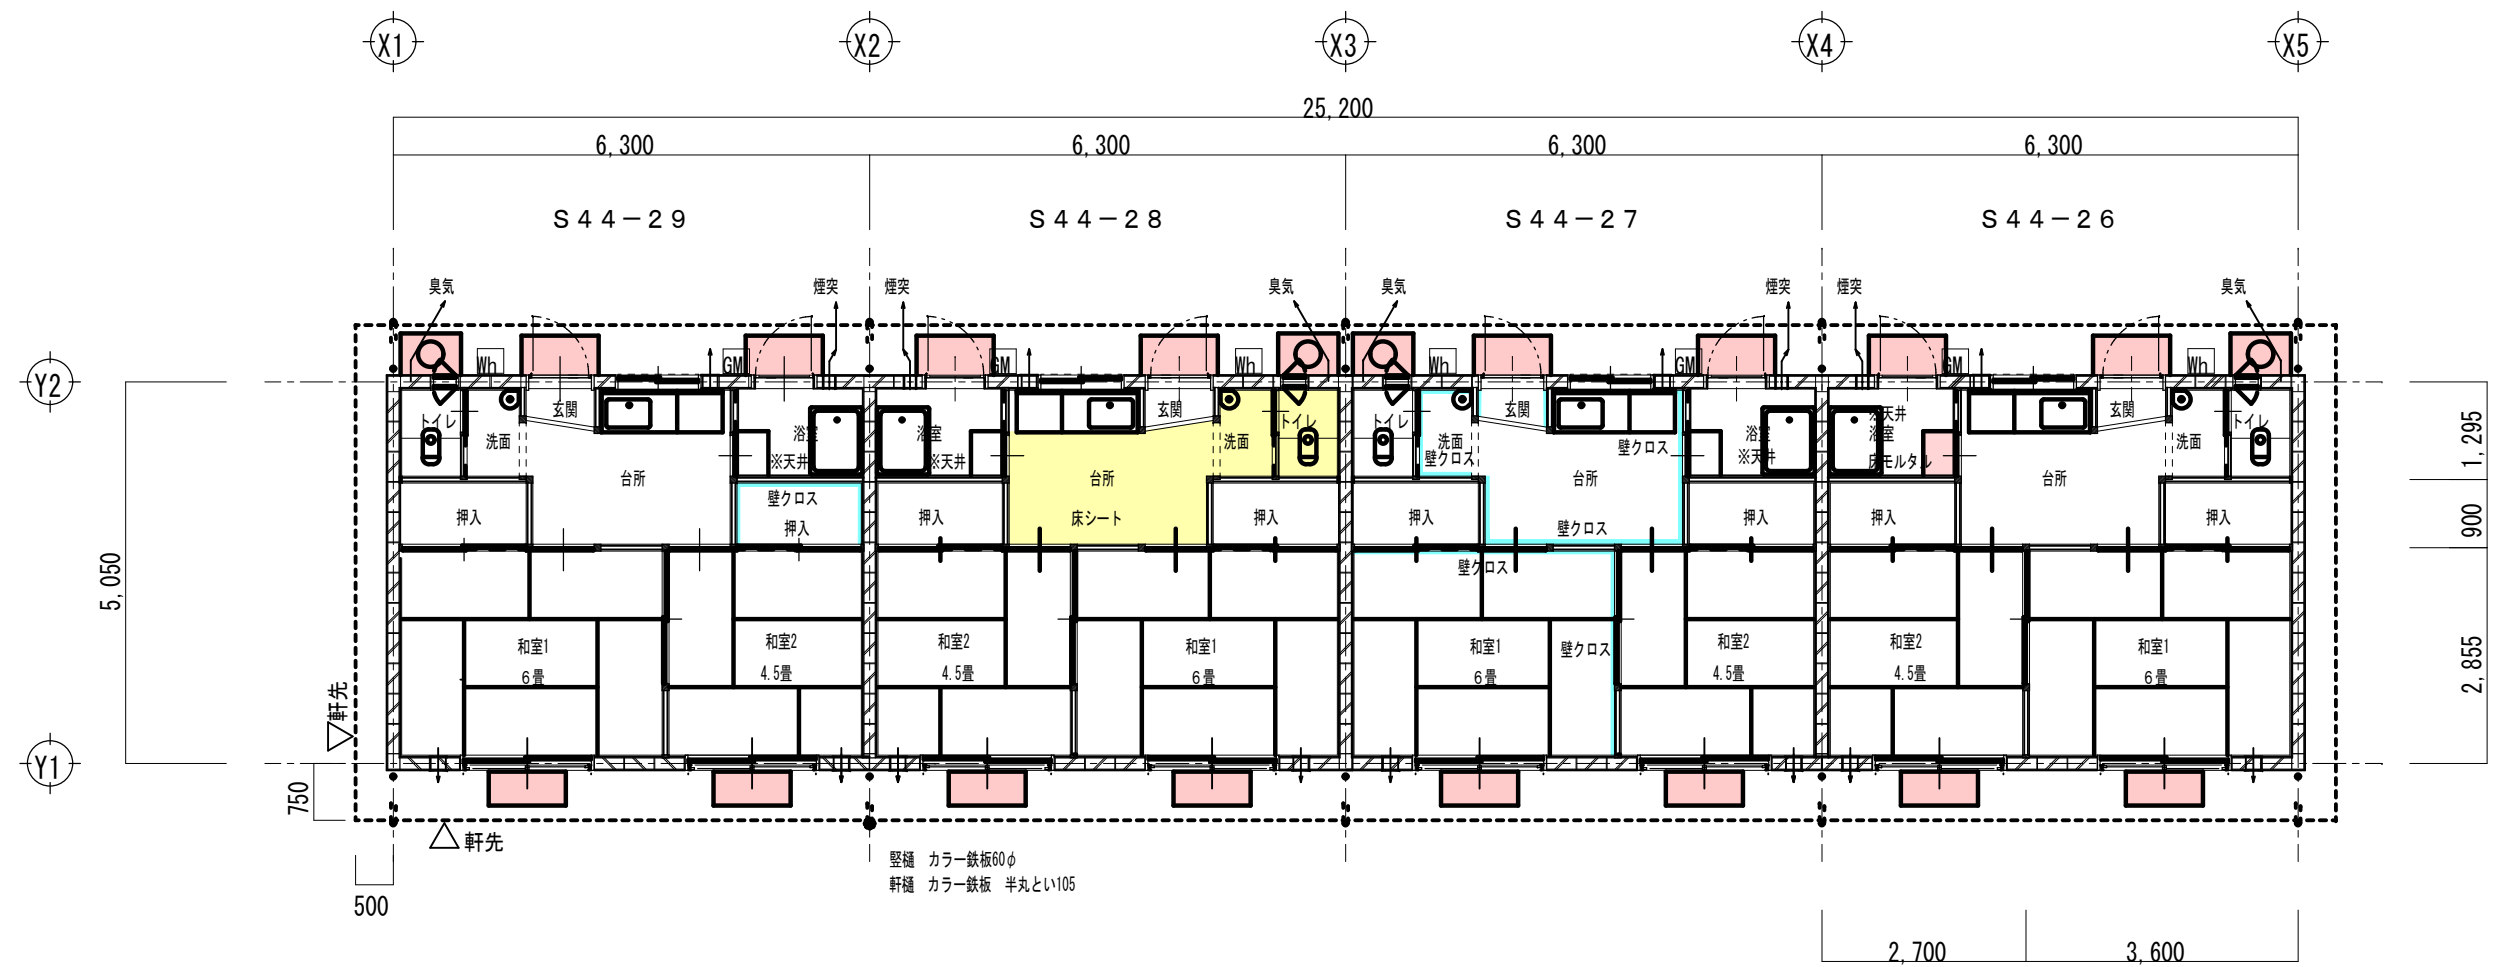 X1 X2 X3 X4 X5
25,200
6,300 6,300 6,300 6,300
S44-29 S44-28 S44-27 S44-26
臭気 煙突 煙突 臭気 臭気 煙突 煙突 臭気
Y2
Wh GM GM Wh Wh GM GM Wh
トイレ 玄関 浴室 浴室 玄関 トイレ トイレ 玄関 浴室 ※天井 玄関 トイレ
洗面 洗面 洗面 壁クロス 浴室 洗面
※天井 ※天井 壁クロス ※天井 床モルタル
台所 台所 台所 台所
壁クロス
押入 押入 押入 床シート 押入 押入 壁クロス 押入 押入 押入
壁クロス
和室1 和室2 和室2 和室1 和室1 壁クロス 和室2 和室2 和室1
6畳 4.5畳 4.5畳 6畳 6畳 4.5畳 4.5畳 6畳
5,050
1,295
900
2,855
軒先
Y1
750
軒先
500
竪樋 カラー鉄板60φ
軒樋 カラー鉄板 半丸とい105
2,700 3,600